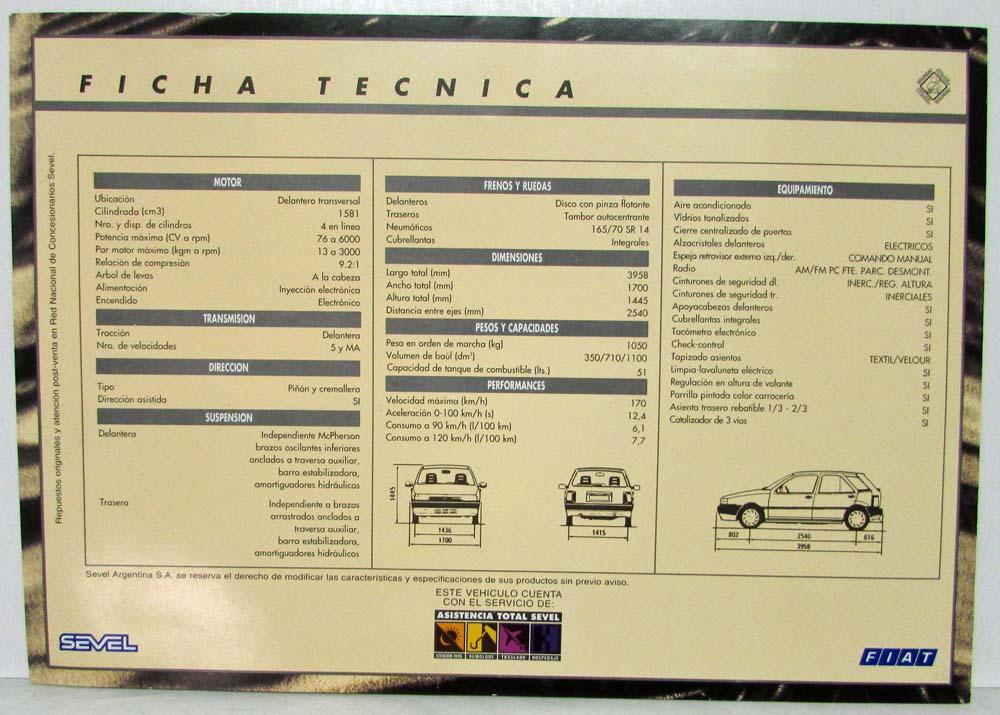 FICHA TECNICA
Repuestos originales y atención post-venta en Red Nacional de Concesionarios Sevel.
MOTOR
Ubicación Delantero transversal
Cilindrada (cm3) 1581
Nro. y disp. de cilindros 4 en linea
Potencia máxima (CV a rpm) 76 a 6000
Par motor máximo (kgm a rpm) 13 a 3000
Relación de compresión 9.2:1
Arbol de levas A la cabeza
Alimentación Inyección electrónica
Encendido Electrónico
TRANSMISION
Tracción Delantera
Nro. de velocidades 5 y MA
DIRECCION
Tipo Piñón y cremallera
Dirección asistida SI
SUSPENSION
Delantera Independiente McPherson
brazos oscilantes inferiores
anclados a traversa auxiliar,
barra estabilizadora,
amortiguadores hidráulicos
Trasera Independiente a brazos
arrastrados anclados a
traversa auxiliar,
barra estabilizadora,
amortiguadores hidráulicos
FRENOS Y RUEDAS
Delanteros Disco con pinza flotante
Traseros Tambor autocentrante
Neumáticos 165/70 SR 14
Cubrellantas Integrales
DIMENSIONES
Largo total (mm) 3958
Ancho total (mm) 1700
Altura total (mm) 1445
Distancia entre ejes (mm) 2540
PESOS Y CAPACIDADES
Peso en orden de marcha (kg) 1050
Volumen de baúl (dm³) 350/710/1100
Capacidad de tanque de combustible (lts.) 51
PERFORMANCES
Velocidad máxima (km/h) 170
Aceleración 0-100 km/h (s) 12,4
Consumo a 90 km/h (l/100 km) 6,1
Consumo a 120 km/h (l/100 km) 7,7
1445
1436
1700
1415
EQUIPAMIENTO
Aire acondicionado SI
Vidrios tonalizados SI
Cierre centralizado de puertas SI
Alzacristales delanteros ELECTRICOS
Espejo retrovisor externo izq./der. COMANDO MANUAL
Radio AM/FM PC FTE. PARC. DESMONT.
Cinturones de seguridad dl. INERC./REG. ALTURA
Cinturones de seguridad tr. INERCIALES
Apoyacabezas delanteros SI
Cubrellantas integrales SI
Tacómetro electrónico SI
Check-control SI
Tapizado asientos TEXTIL/VELOUR
Limpia-lavaluneta eléctrico SI
Regulación en altura de volante SI
Parrilla pintada color carrocería SI
Asiento trasero rebatible 1/3 - 2/3 SI
Catalizador de 3 vías SI
802 2540 616
3958
Sevel Argentina S.A. se reserva el derecho de modificar las características y especificaciones de sus productos sin previo aviso.
ESTE VEHICULO CUENTA
CON EL SERVICIO DE:
ASISTENCIA TOTAL SEVEL
REMOLQUE TRASLADO HOSPEDAJE
SEVEL
FIAT